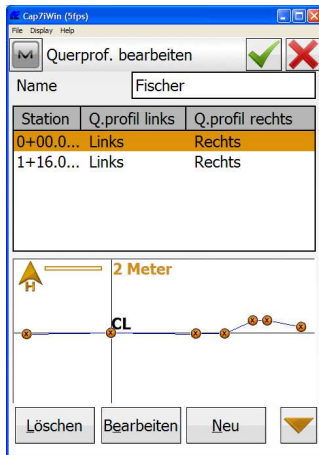 Cap7iWin (5fps)
File Display Help
M Querprof. bearbeiten
Name Fischer
Station Q.profil links Q.profil rechts
0+00.0... Links Rechts
1+16.0... Links Rechts
2 Meter
H
CL
Löschen Bearbeiten Neu